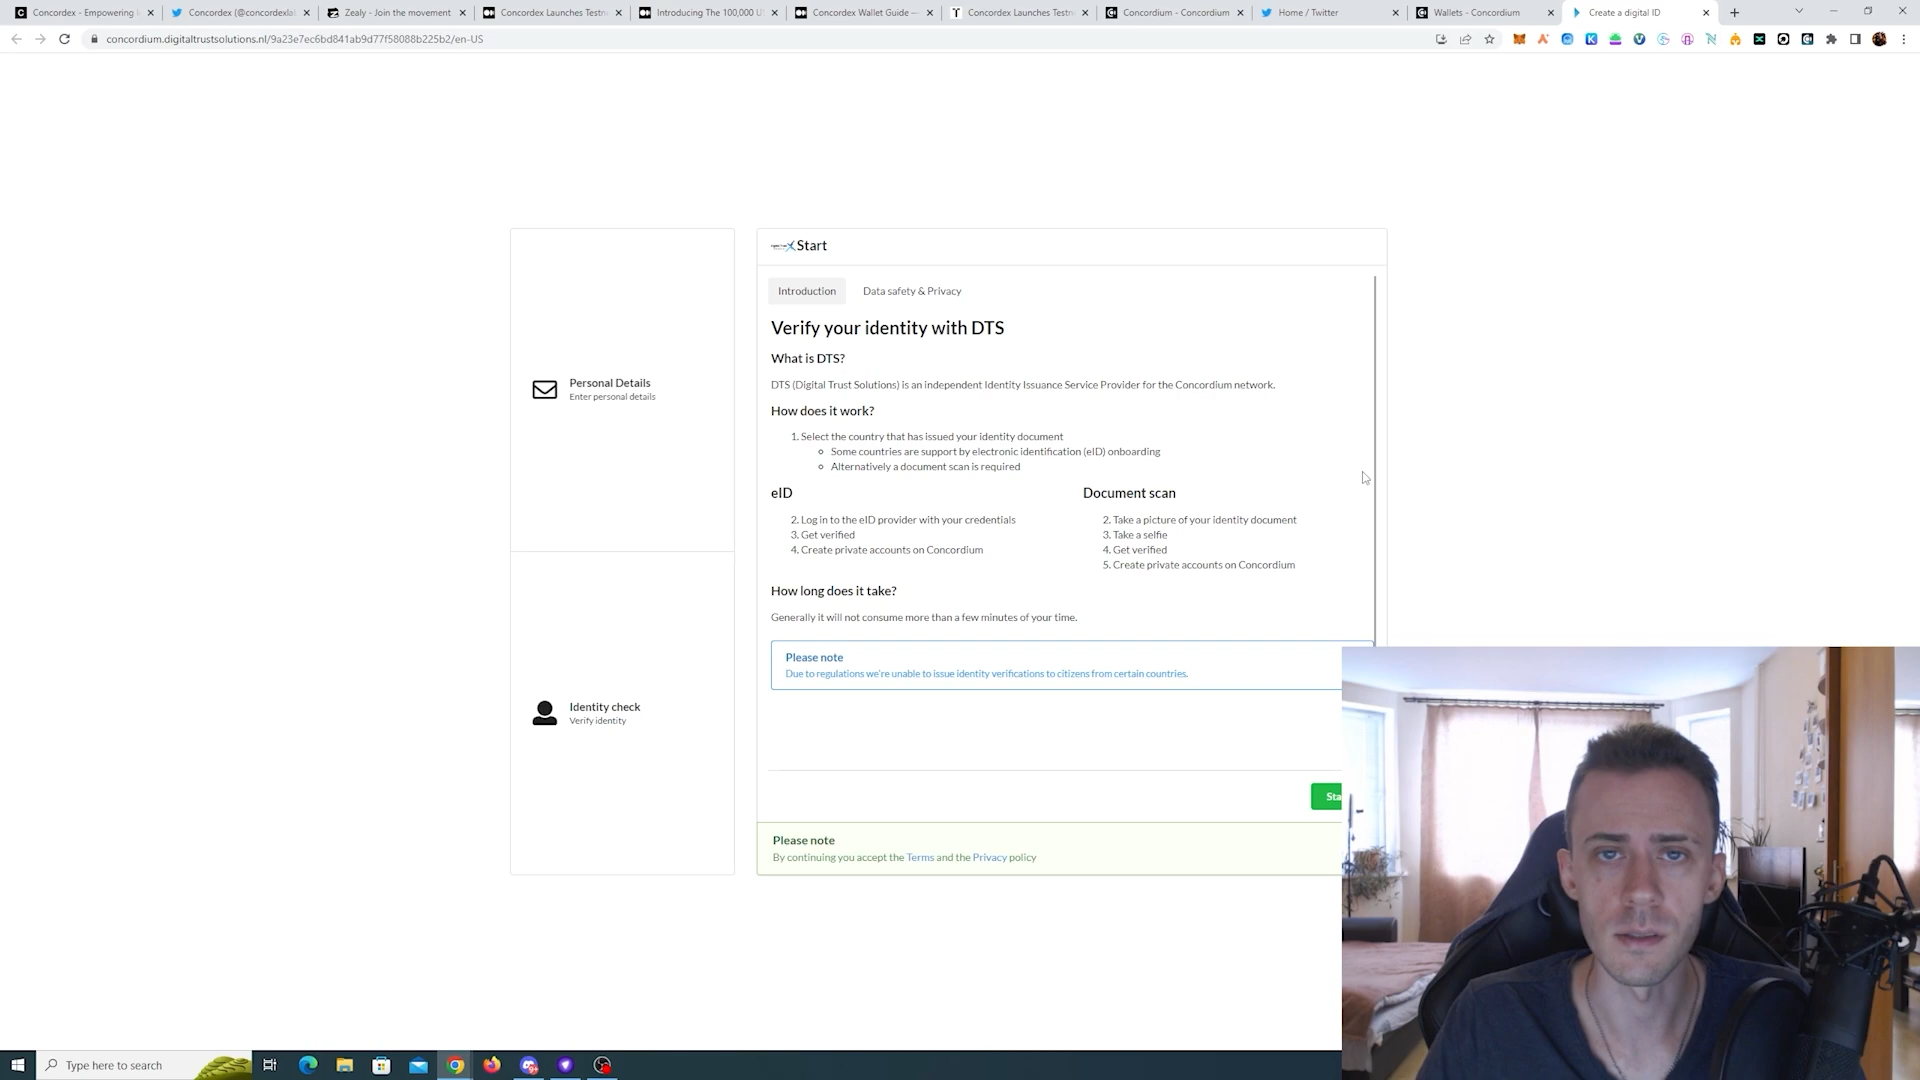 Concordex - Empowering
Concordex (@concordexla
Zealy - Join the movement
Concordex Launches Testn
Introducing The 100,000 U
Concordex Wallet Guide —
Concordex Launches Testn
Concordium - Concordium
Home / Twitter
Wallets - Concordium
Create a digital ID
concordium.digitaltrustsolutions.nl/9a23e7ec6bd841ab9d77f58088b225b2/en-US
Personal Details
Enter personal details
Identity check
Verify identity
Start
Introduction
Data safety & Privacy
Verify your identity with DTS
What is DTS?
DTS (Digital Trust Solutions) is an independent Identity Issuance Service Provider for the Concordium network.
How does it work?
1. Select the country that has issued your identity document
Some countries are support by electronic identification (eID) onboarding
Alternatively a document scan is required
eID
2. Log in to the eID provider with your credentials
3. Get verified
4. Create private accounts on Concordium
Document scan
2. Take a picture of your identity document
3. Take a selfie
4. Get verified
5. Create private accounts on Concordium
How long does it take?
Generally it will not consume more than a few minutes of your time.
Please note
Due to regulations we're unable to issue identity verifications to citizens from certain countries.
Sta
Please note
By continuing you accept the Terms and the Privacy policy
Type here to search